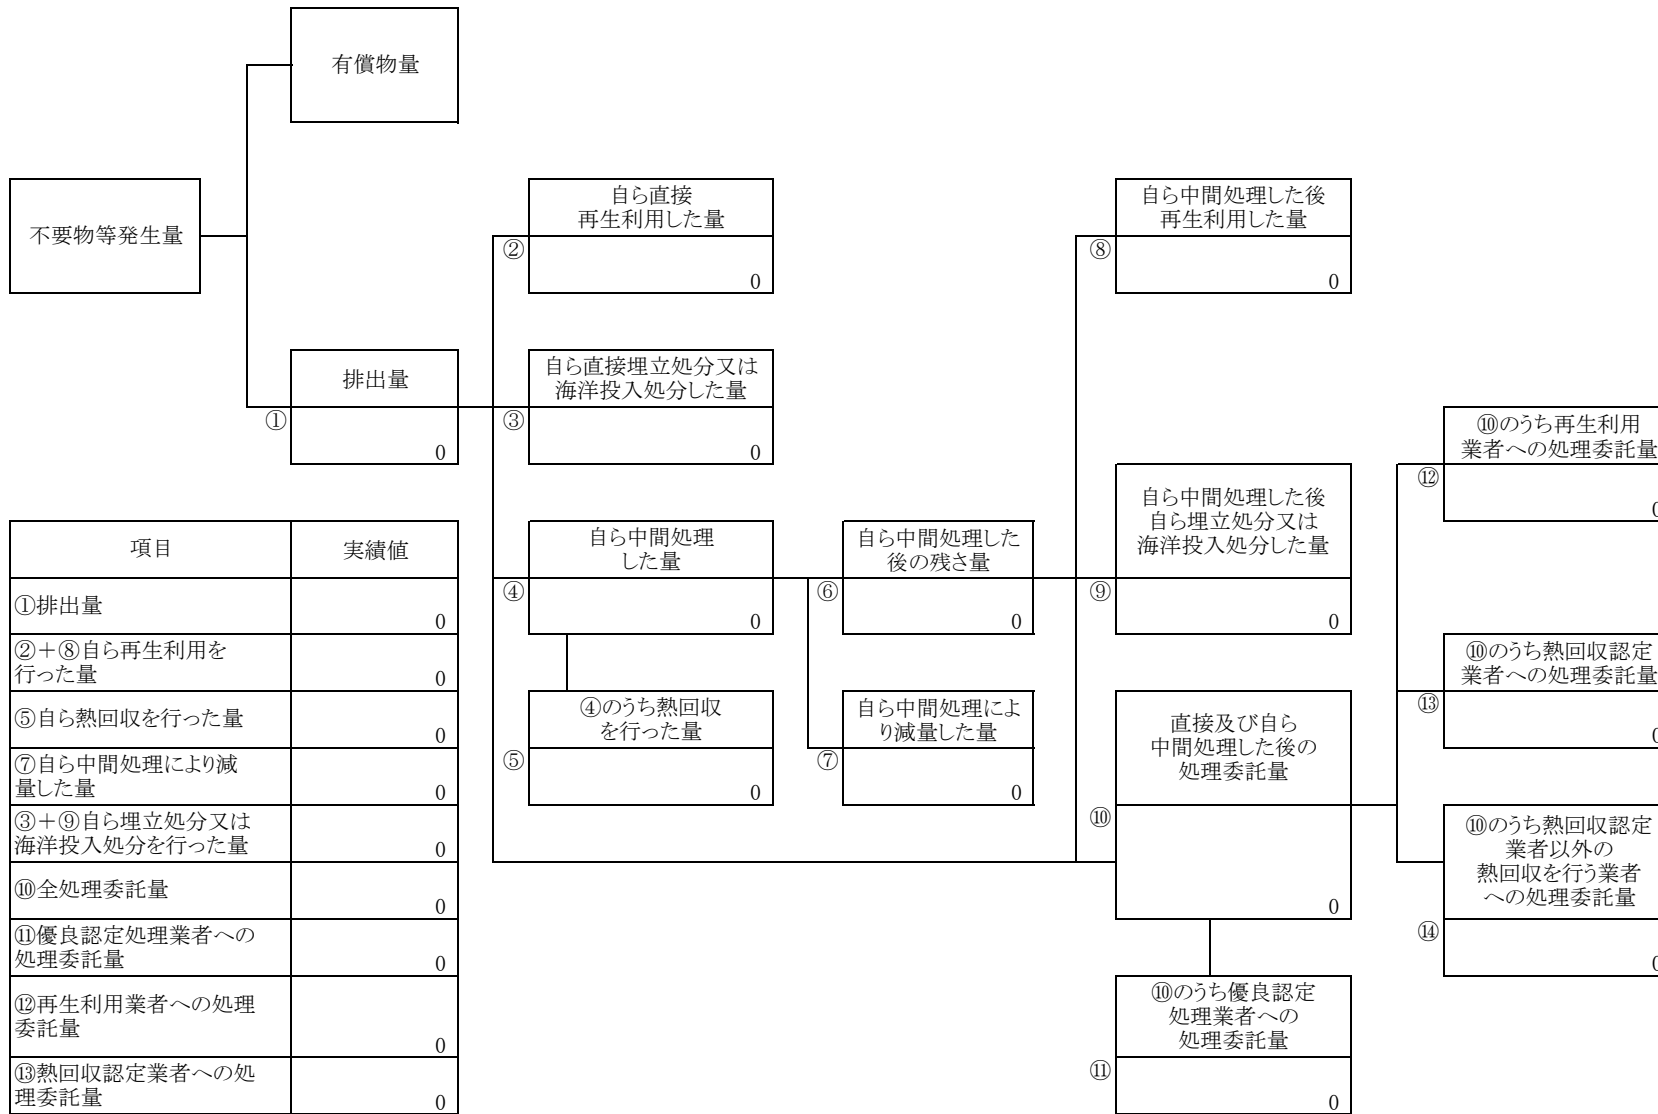 有償物量
不要物等発生量
自ら直接
再生利用した量
②
0
自ら中間処理した後
再生利用した量
⑧
0
排出量
①
0
自ら直接埋立処分又は
海洋投入処分した量
③
0
⑩のうち再生利用
業者への処理委託量
⑫
0
自ら中間処理
した量
④
0
自ら中間処理した
後の残さ量
⑥
0
自ら中間処理した後
自ら埋立処分又は
海洋投入処分した量
⑨
0
⑩のうち熱回収認定
業者への処理委託量
⑬
0
④のうち熱回収
を行った量
⑤
0
自ら中間処理によ
り減量した量
⑦
0
直接及び自ら
中間処理した後の
処理委託量
⑩
0
⑩のうち熱回収認定
業者以外の
熱回収を行う業者
への処理委託量
⑭
0
⑩のうち優良認定
処理業者への
処理委託量
⑪
0
項目 実績値
①排出量
0
②＋⑧自ら再生利用を
行った量
0
⑤自ら熱回収を行った量
0
⑦自ら中間処理により減
量した量
0
③＋⑨自ら埋立処分又は
海洋投入処分を行った量
0
⑩全処理委託量
0
⑪優良認定処理業者への
処理委託量
0
⑫再生利用業者への処理
委託量
0
⑬熱回収認定業者への処
理委託量
0